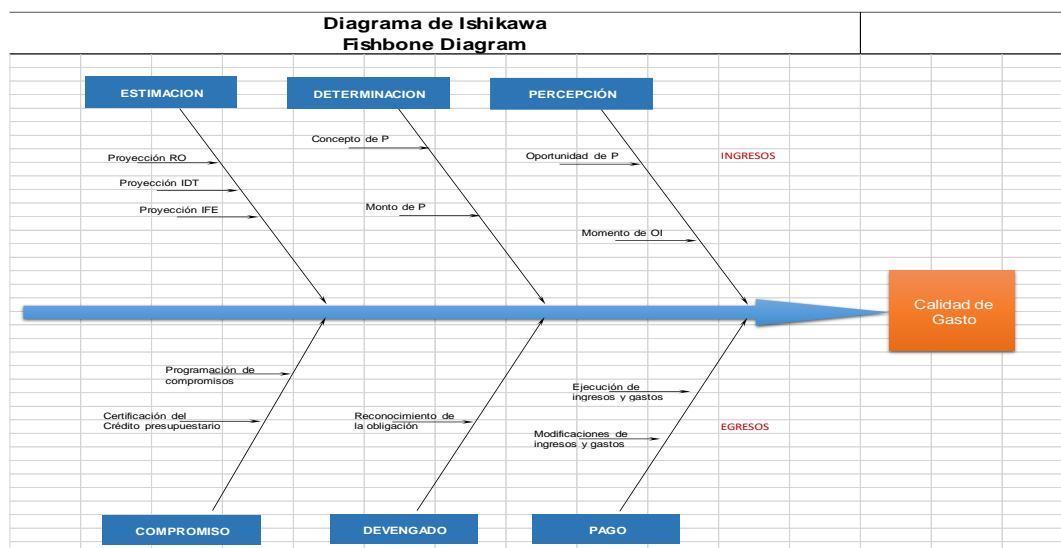 Diagrama de Ishikawa
Fishbone Diagram
ESTIMACION
DETERMINACION
PERCEPCIÓN
Concepto de P
Proyección RO
Oportunidad de P
INGRESOS
Proyección IDT
Proyección IFE
Monto de P
Momento de OI
Calidad de
Gasto
Programación de
compromisos
Ejecución de
ingresos y gastos
Certificación del
Crédito presupuestario
Reconocimiento de
la obligación
EGRESOS
Modificaciones de
ingresos y gastos
COMPROMISO
DEVENGADO
PAGO